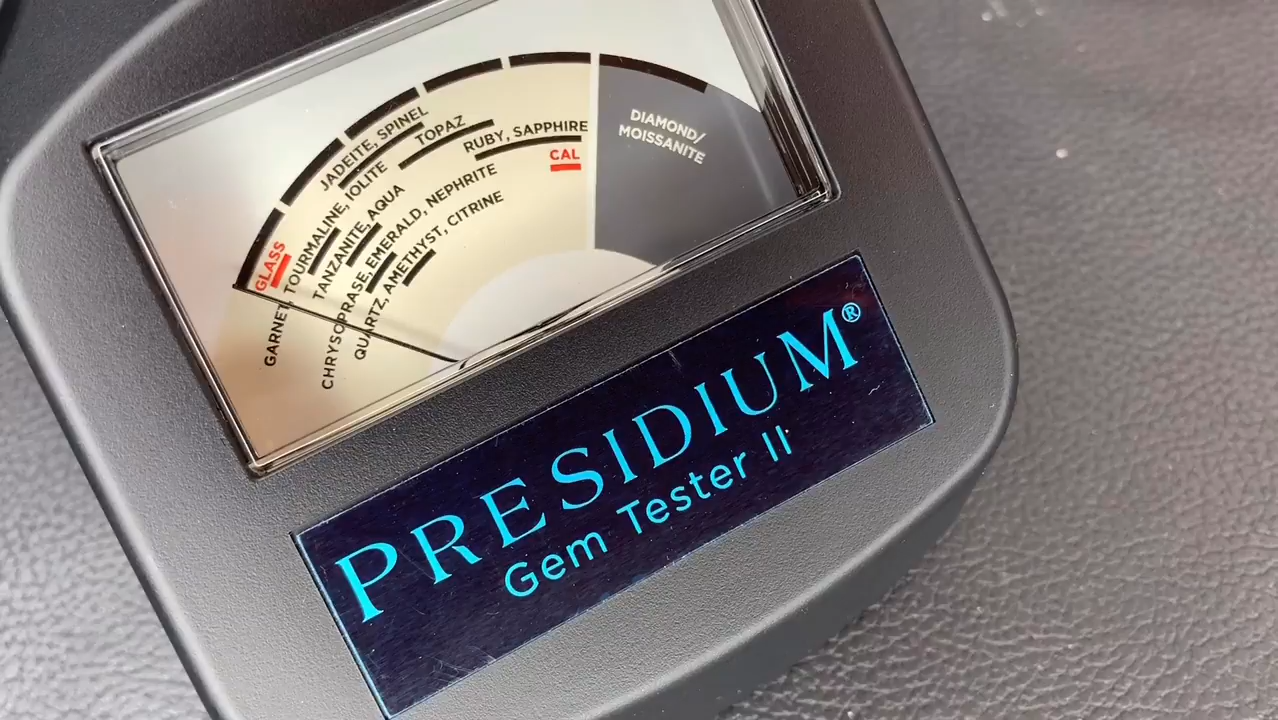 GLASS
GARNET, TOURMALINE, IOLITE
JADEITE, SPINEL
TANZANITE, AQUA
TOPAZ
CHRYSOPRASE, EMERALD, NEPHRITE
QUARTZ, AMETHYST, CITRINE
RUBY, SAPPHIRE
CAL
DIAMOND/
MOISSANITE
PRESIDIUM®
Gem Tester II